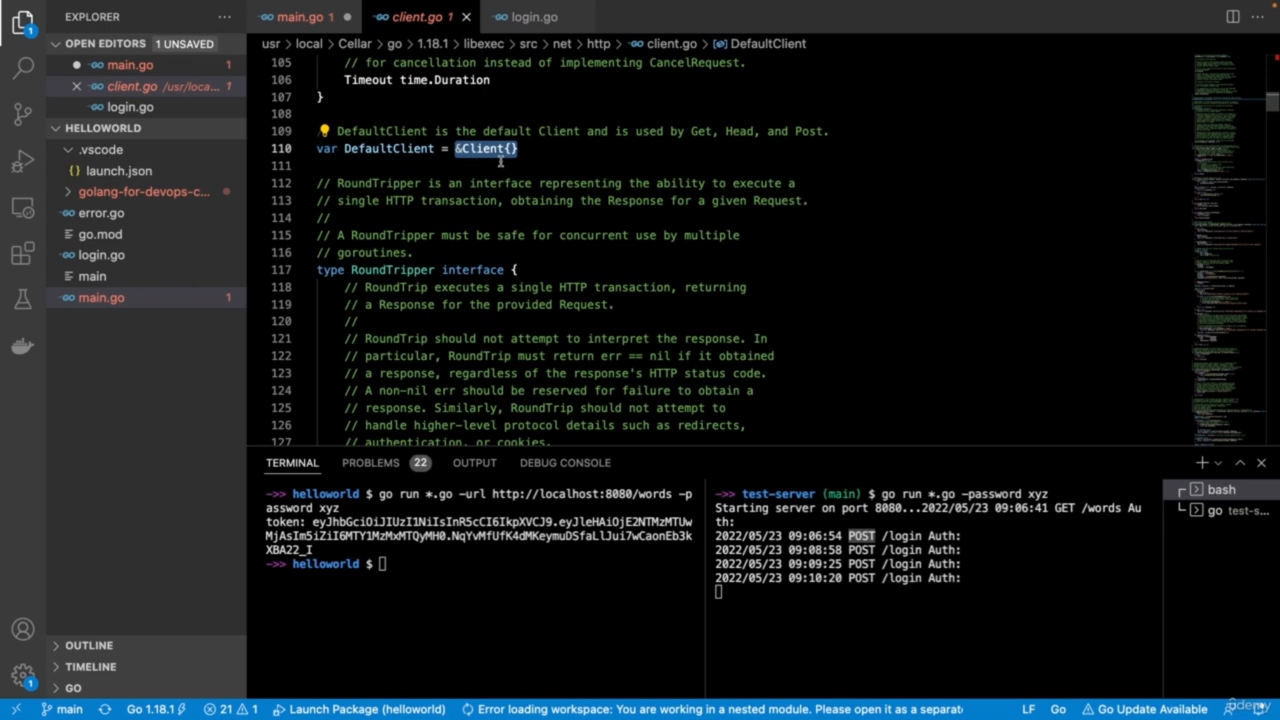 EXPLORER
OPEN EDITORS 1 UNSAVED
main.go 1
client.go /usr/loca... 1
login.go
HELLOWORLD
.vscode
{} launch.json
golang-for-devops-c...
error.go
go.mod
login.go
main
main.go 1
OUTLINE
TIMELINE
GO
main.go 1
client.go 1
login.go
usr > local > Cellar > go > 1.18.1 > libexec > src > net > http > client.go > DefaultClient
105 // for cancellation instead of implementing CancelRequest.
106 Timeout time.Duration
107 }
108
109 DefaultClient is the default Client and is used by Get, Head, and Post.
110 var DefaultClient = &Client{}
111
112 // RoundTripper is an interface representing the ability to execute a
113 // single HTTP transaction, obtaining the Response for a given Request.
114 //
115 // A RoundTripper must be safe for concurrent use by multiple
116 // goroutines.
117 type RoundTripper interface {
118 // RoundTrip executes a single HTTP transaction, returning
119 // a Response for the provided Request.
120 //
121 // RoundTrip should not attempt to interpret the response. In
122 // particular, RoundTrip must return err == nil if it obtained
123 // a response, regardless of the response's HTTP status code.
124 // A non-nil err should be reserved for failure to obtain a
125 // response. Similarly, RoundTrip should not attempt to
126 // handle higher-level protocol details such as redirects,
127 // authentication, or cookies.
TERMINAL PROBLEMS 22 OUTPUT DEBUG CONSOLE
->> helloworld $ go run *.go -url http://localhost:8080/words -p
assword xyz
token: eyJhbGciOiJIUzI1NiIsInR5cCI6IkpXVCJ9.eyJleHAiOjE2NTMzMTUw
MjAsIm5iZiI6MTY1MzMxMTQyMH0.NqYvMfUfK4dMKeymuDSfaLlJui7wCaonEb3k
XBA22_I
->> helloworld $
->> test-server (main) $ go run *.go -password xyz
Starting server on port 8080...2022/05/23 09:06:41 GET /words Au
th:
2022/05/23 09:06:54 POST /login Auth:
2022/05/23 09:08:58 POST /login Auth:
2022/05/23 09:09:25 POST /login Auth:
2022/05/23 09:10:20 POST /login Auth:
bash
go test-s...
1
1
main Go 1.18.1 21 1 Launch Package (helloworld) Error loading workspace: You are working in a nested module. Please open it as a separat LF Go Go Update Available
udemy